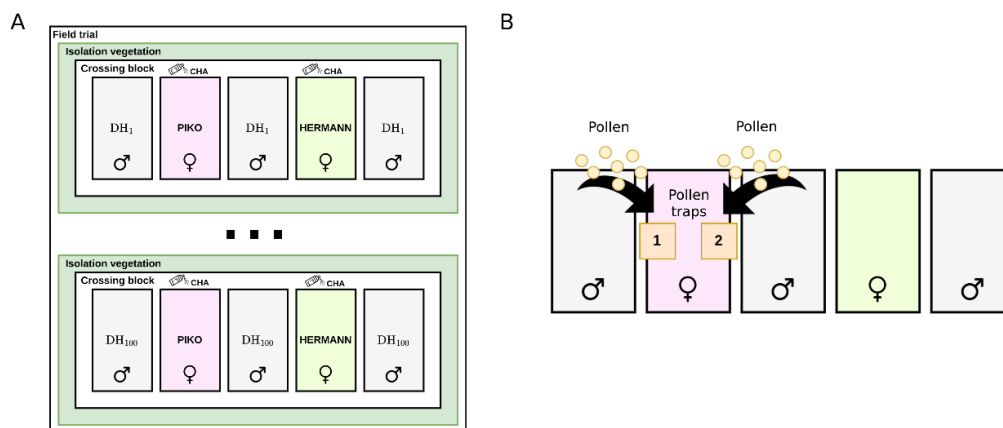 A
Field trial
Isolation vegetation
Crossing block
CHA
CHA
DH₁
PIKO
DH₁
HERMANN
DH₁
♂
♀
♂
♀
♂
Isolation vegetation
Crossing block
CHA
CHA
DH₁₀₀
PIKO
DH₁₀₀
HERMANN
DH₁₀₀
♂
♀
♂
♀
♂
B
Pollen
Pollen
Pollen
traps
1
2
♂
♀
♂
♀
♂